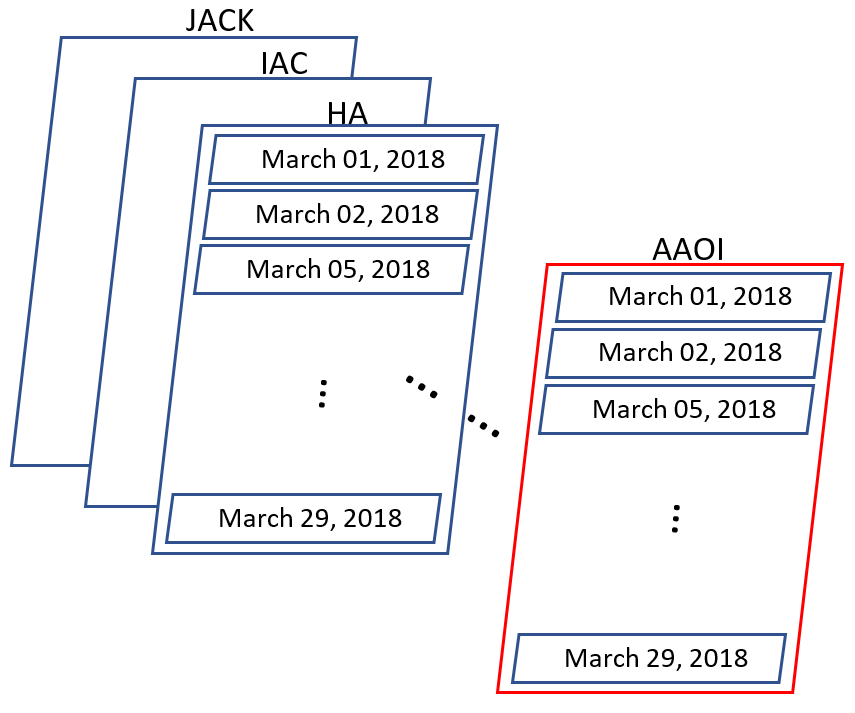 JACK
IAC
HA
March 01, 2018
March 02, 2018
March 05, 2018
March 29, 2018
AAOI
March 01, 2018
March 02, 2018
March 05, 2018
March 29, 2018